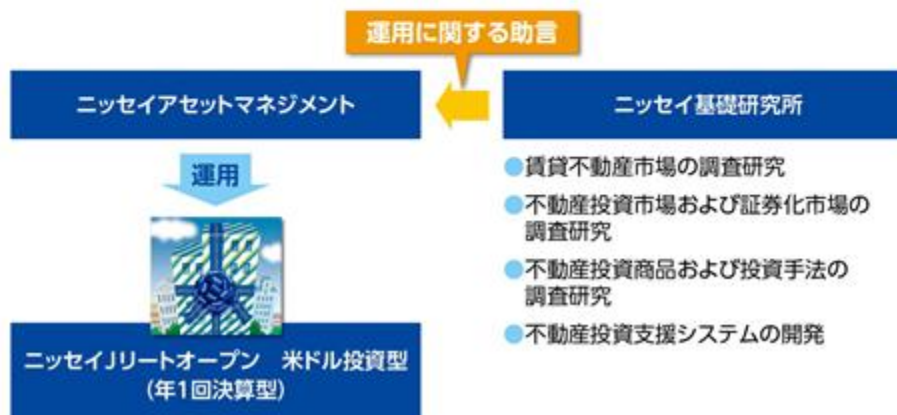 運用に関する助言
ニッセイアセットマネジメント
ニッセイ基礎研究所
運用
●賃貸不動産市場の調査研究
●不動産投資市場および証券化市場の
調査研究
●不動産投資商品および投資手法の
調査研究
●不動産投資支援システムの開発
ニッセイJリートオープン　米ドル投資型
(年1回決算型)